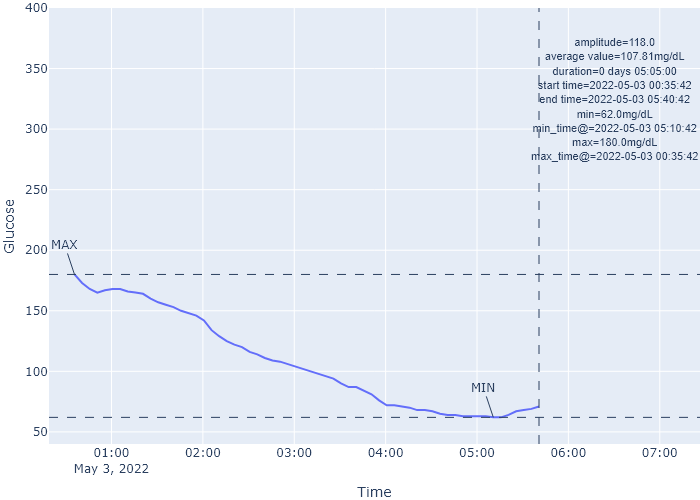 400
350
300
250
200
150
100
50
Glucose
amplitude=118.0
average value=107.81mg/dL
duration=0 days 05:05:00
start time=2022-05-03 00:35:42
end time=2022-05-03 05:40:42
min=62.0mg/dL
min_time@=2022-05-03 05:10:42
max=180.0mg/dL
max_time@=2022-05-03 00:35:42
MAX
MIN
01:00
02:00
03:00
04:00
05:00
06:00
07:00
May 3, 2022
Time